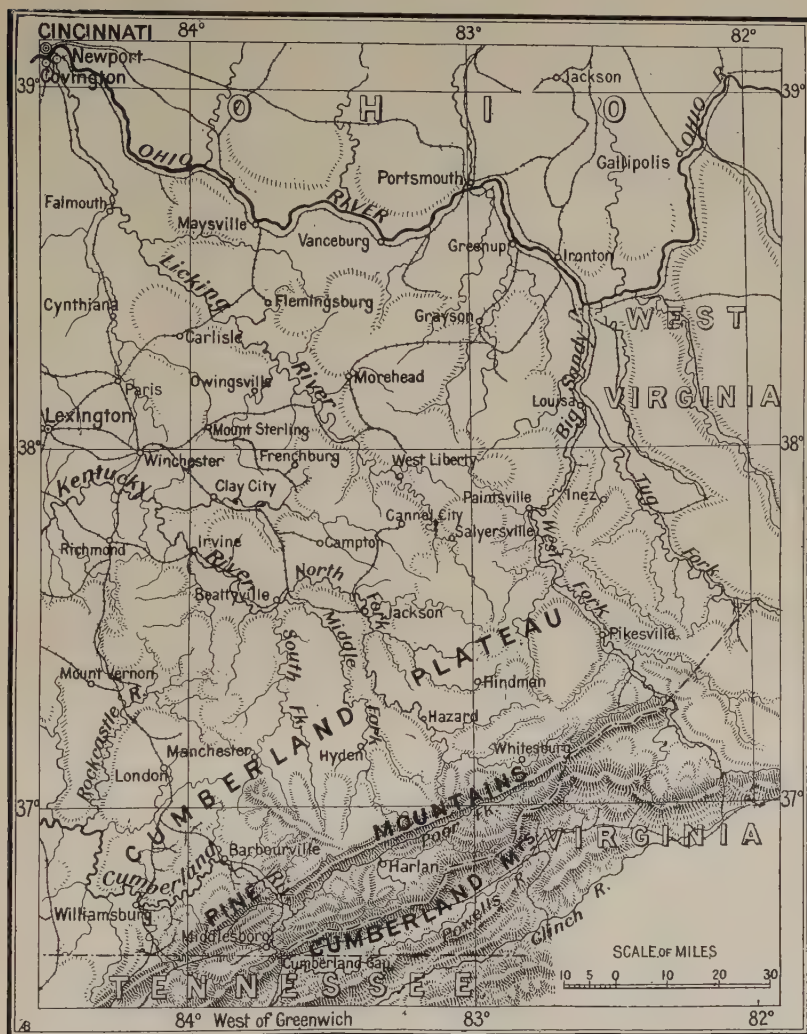 CINCINNATI
84° 83° 82°
Newport
Covington
39° Jackson 39°
OHIO
OHIO
RIVER
OHIO
Gallipolis
Portsmouth
Falmouth
Maysville
Vanceburg
Greenup
Ironton
Licking
River
Cynthiana
Flemingsburg
Grayson
WEST
VIRGINIA
Carlisle
Owingsville
Morehead
Paris
Louisa
Big Sandy R.
Lexington
Mount Sterling
38° 38°
Winchester
Frenchburg
West Liberty
Kentucky
River
Clay City
Cannel City
Paintsville
Inez
Tug
Fork
Salyersville
West
Fork
Richmond
Irvine
Campton
North
Fork
Beattyville
Jackson
Middle
Fork
South
Fk.
Pikesville
CUMBERLAND PLATEAU
Mount Vernon
Rockcastle R.
Hindman
Hazard
Manchester
Hyden
Whitesburg
London
37° 37°
PINE MOUNTAINS
Poor Fk.
VIRGINIA
Barbourville
Cumberland
Riv.
Harlan
CUMBERLAND MTS
Powells R.
Clinch R.
Williamsburg
Middlesboro
Cumberland Gap
TENNESSEE
SCALE OF MILES
10 5 0 10 20 30
84° West of Greenwich 83° 82°